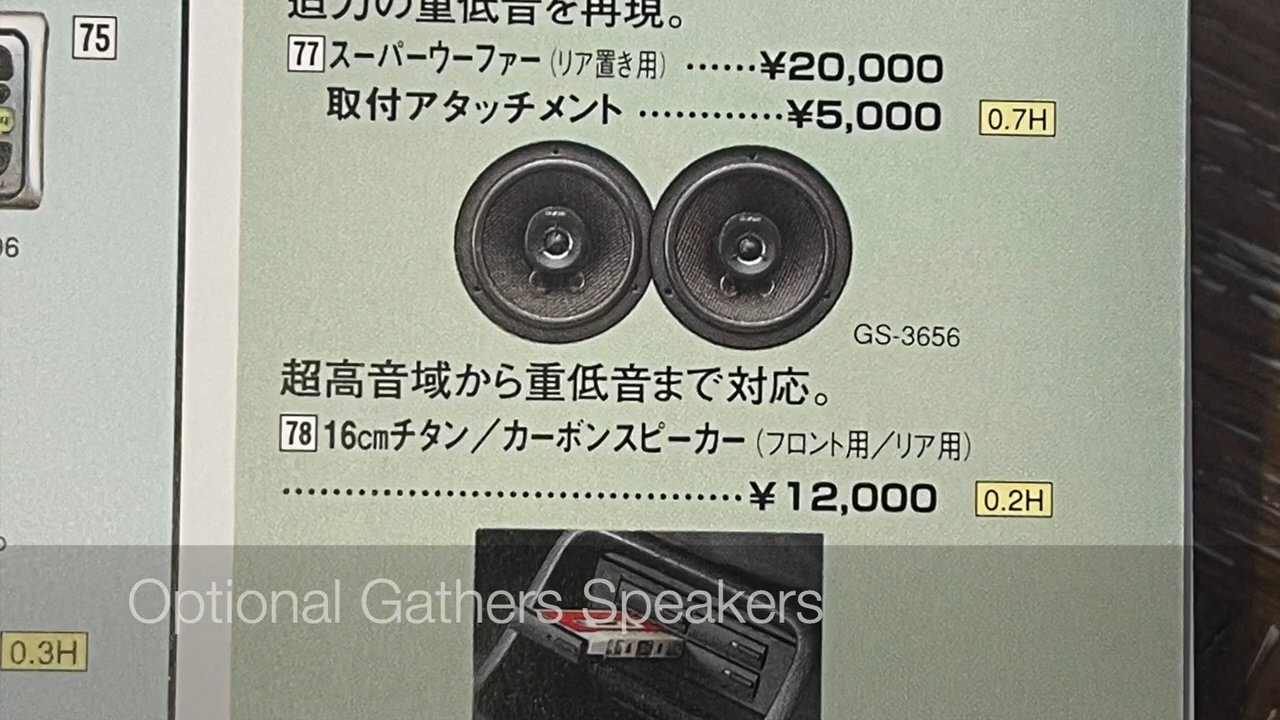 迫力の重低音を再現。
75
77 スーパーウーファー(リア置き用) ······¥20,000
取付アタッチメント ············¥5,000 0.7H
GS-3656
超高音域から重低音まで対応。
78 16cmチタン/カーボンスピーカー(フロント用/リア用)
····································¥12,000 0.2H
Optional Gathers Speakers
0.3H